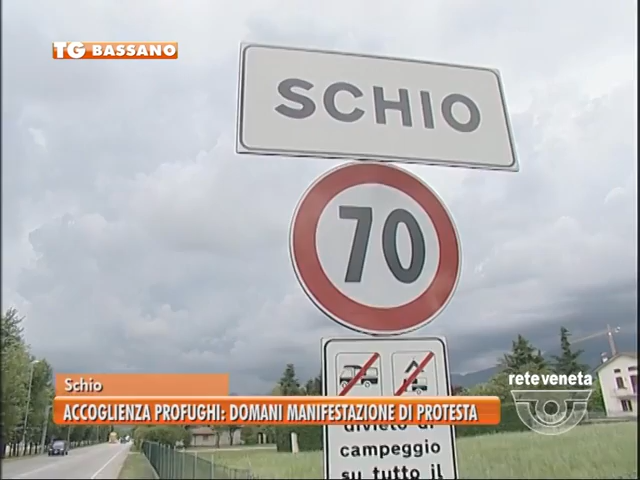 TG BASSANO
SCHIO
70
Schio
ACCOGLIENZA PROFUGHI: DOMANI MANIFESTAZIONE DI PROTESTA
rete veneta
divieto di
campeggio
su tutto il